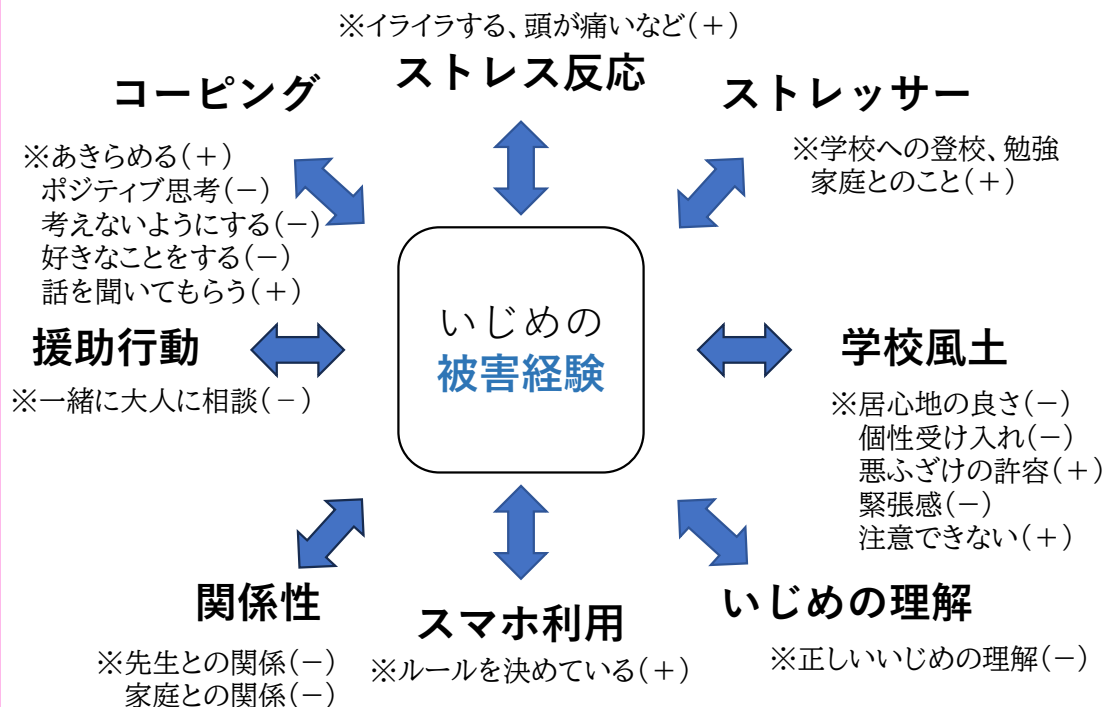 ※イライラする、頭が痛いなど(+)
ストレス反応
コーピング
※あきらめる(+)
ポジティブ思考(-)
考えないようにする(-)
好きなことをする(-)
話を聞いてもらう(+)
ストレッサー
※学校への登校、勉強
家庭とのこと(+)
いじめの
被害経験
援助行動
※一緒に大人に相談(-)
学校風土
※居心地の良さ(-)
個性受け入れ(-)
悪ふざけの許容(+)
緊張感(-)
注意できない(+)
関係性
※先生との関係(-)
家庭との関係(-)
スマホ利用
※ルールを決めている(+)
いじめの理解
※正しいいじめの理解(-)